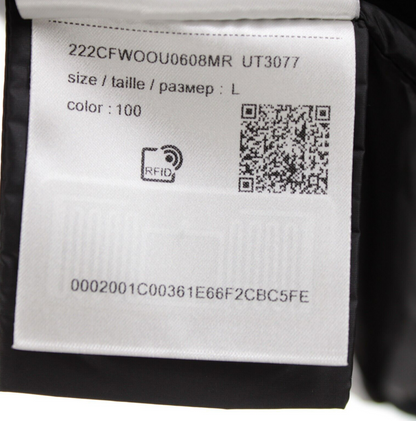 222CFWOOU0608MR UT3077
size / taille / размер : L
color : 100
RFID
0002001C00361E66F2CBC5FE